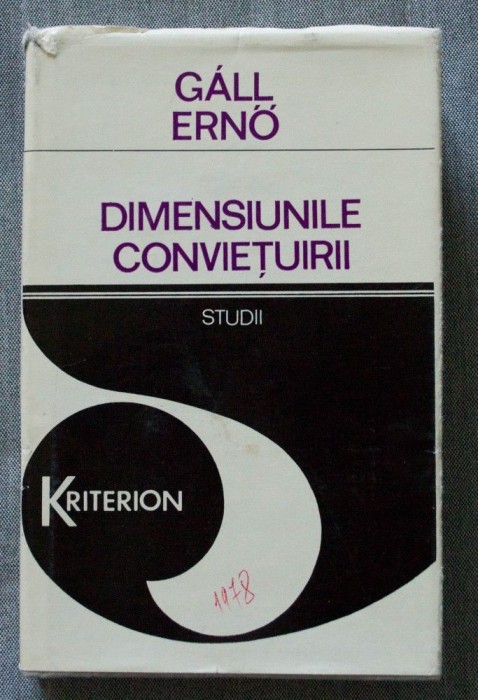 GÁLL
ERNŐ
DIMENSIUNILE
CONVIEȚUIRII
STUDII
KRITERION
1978